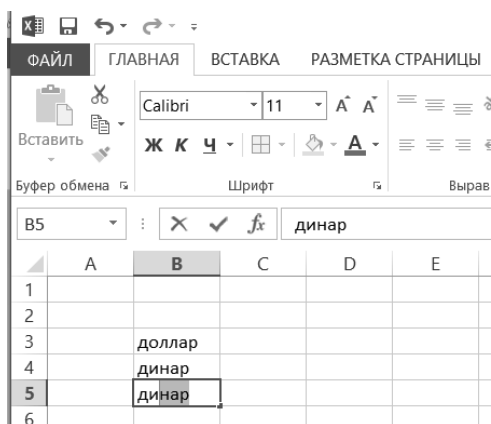 ФАЙЛ ГЛАВНАЯ ВСТАВКА РАЗМЕТКА СТРАНИЦЫ
Calibri 11 A A
Вставить Ж К Ч A
Буфер обмена Шрифт Вырав
B5 fx динар
A B C D E
1
2
3 доллар
4 динар
5 динар
6